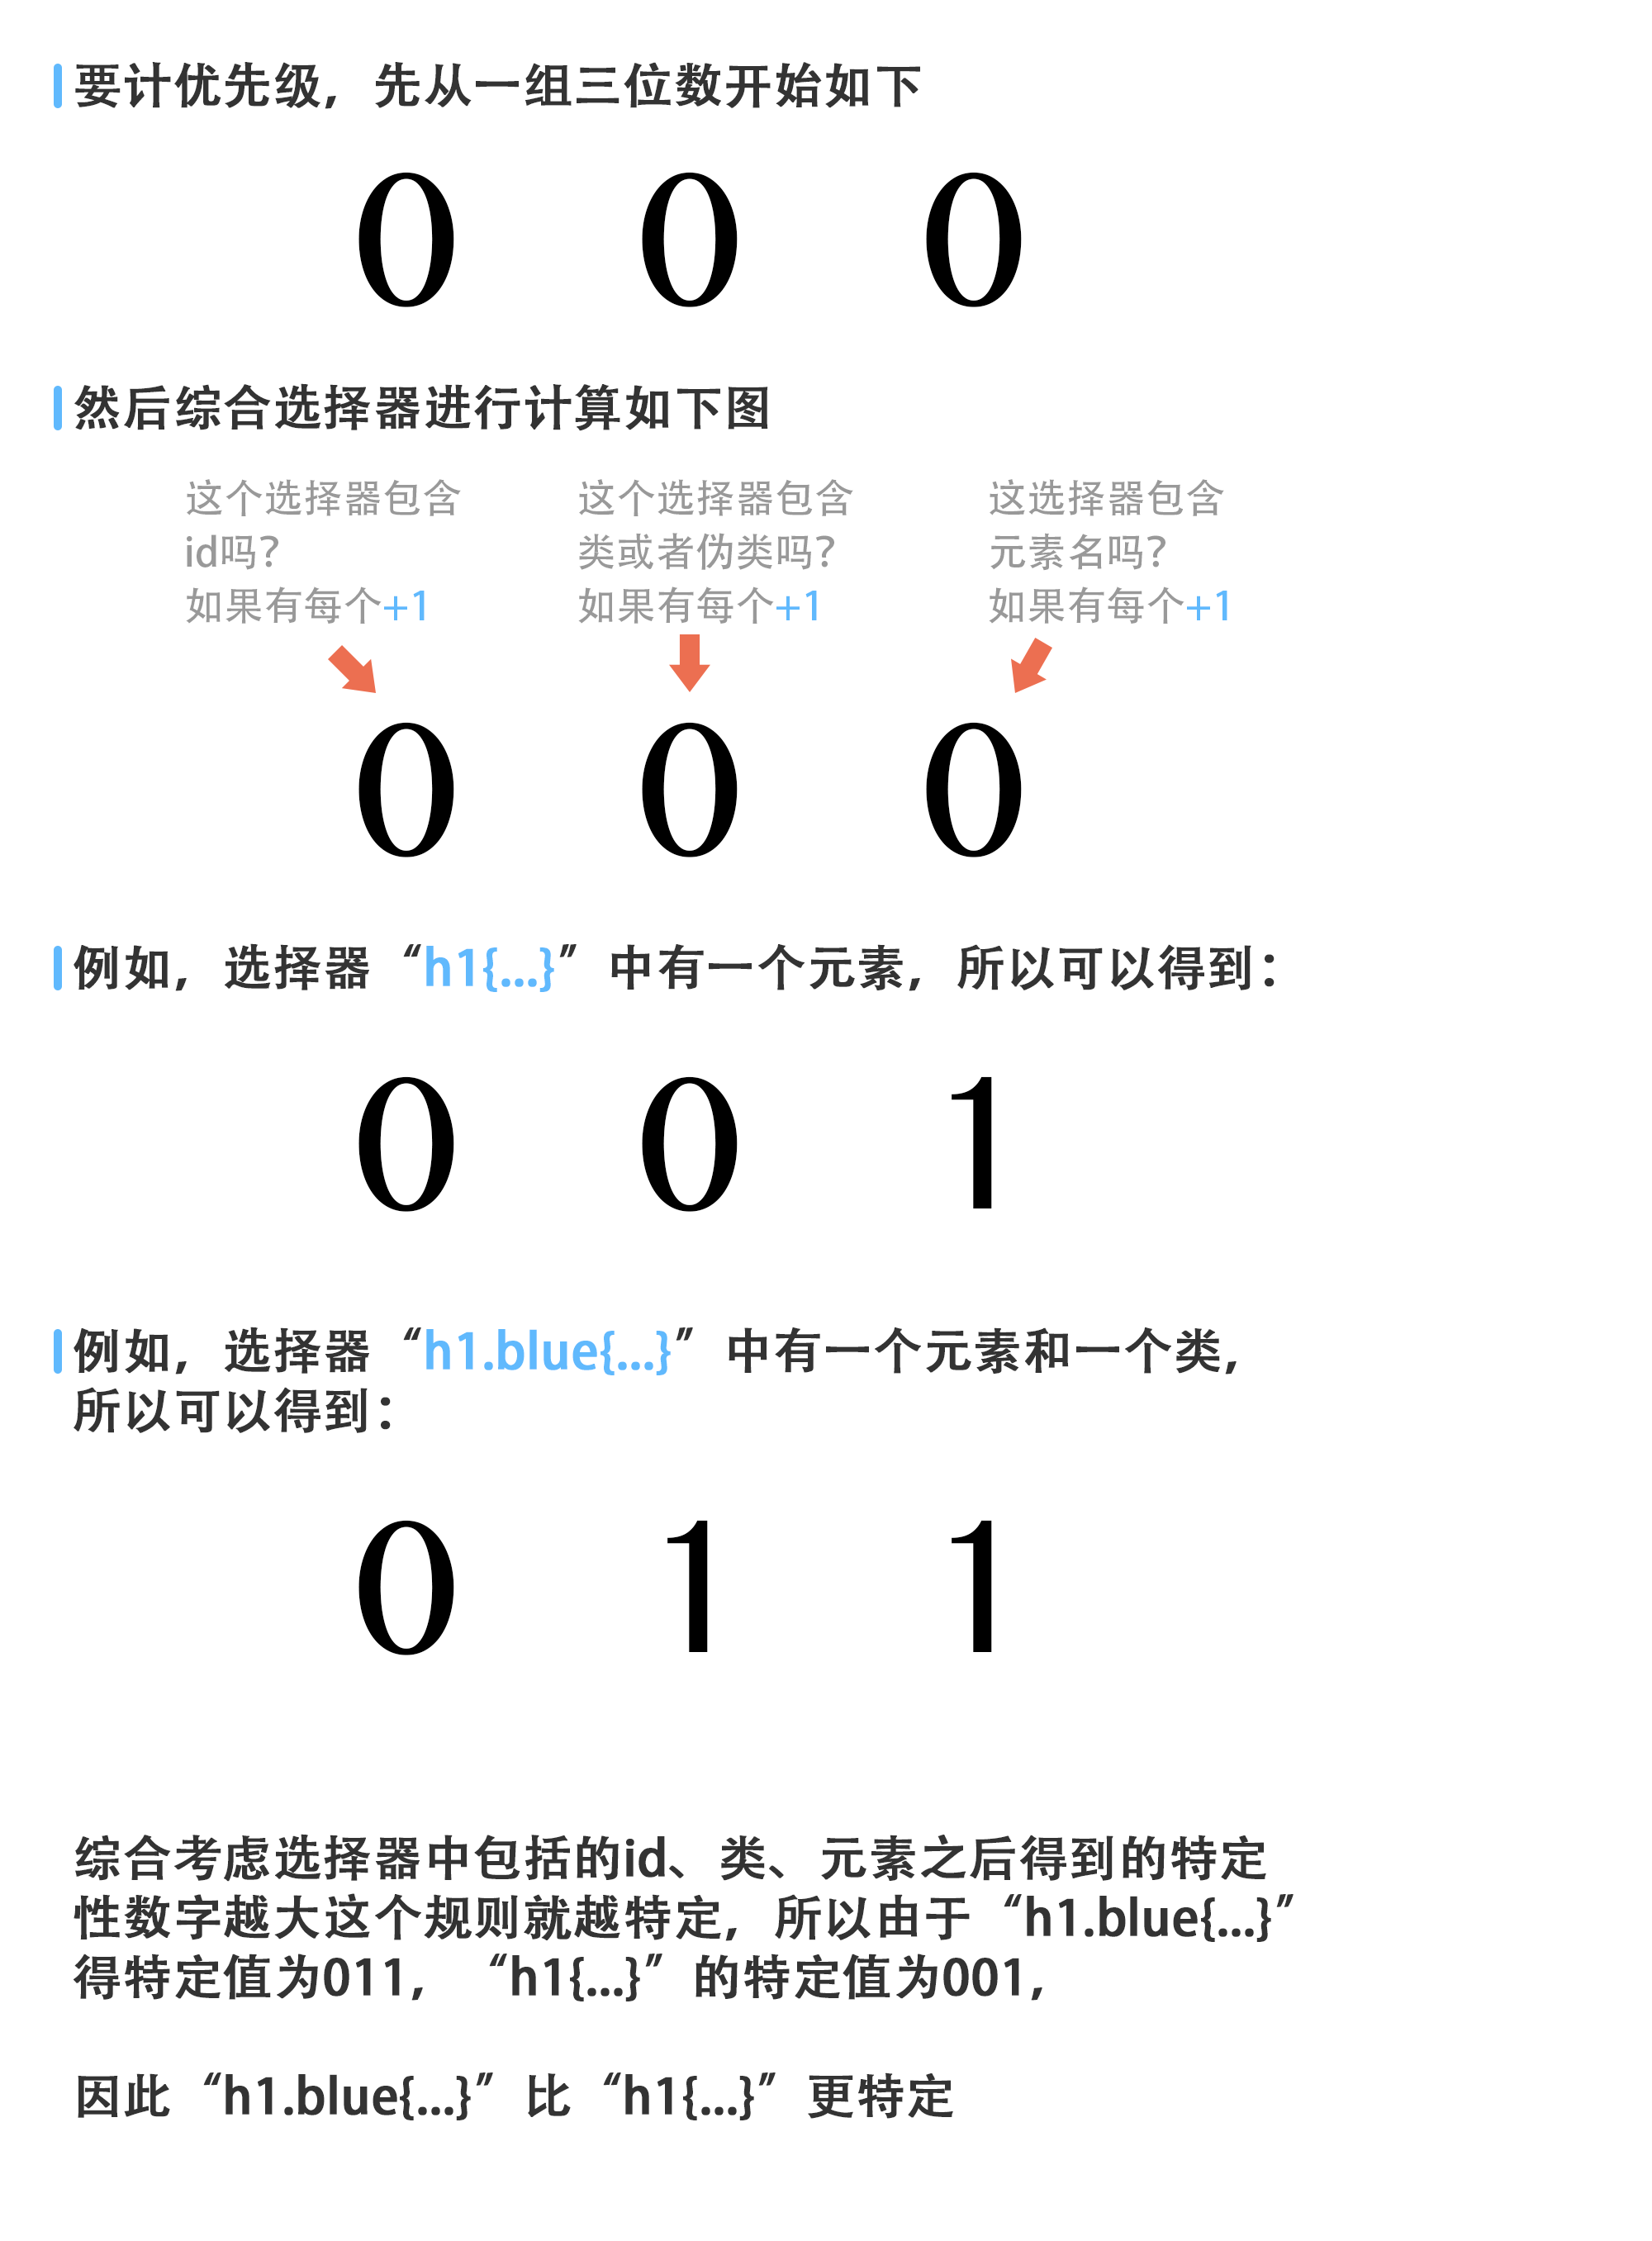 要计优先级，先从一组三位数开始如下
0 0 0
然后综合选择器进行计算如下图
这个选择器包含
id吗？
如果有每个+1
这个选择器包含
类或者伪类吗？
如果有每个+1
这选择器包含
元素名吗？
如果有每个+1
0 0 0
例如，选择器“h1{...}”中有一个元素，所以可以得到：
0 0 1
例如，选择器“h1.blue{...}”中有一个元素和一个类，
所以可以得到：
0 1 1
综合考虑选择器中包括的id、类、元素之后得到的特定
性数字越大这个规则就越特定，所以由于“h1.blue{...}”
得特定值为011，“h1{...}”的特定值为001，
因此“h1.blue{...}”比“h1{...}”更特定